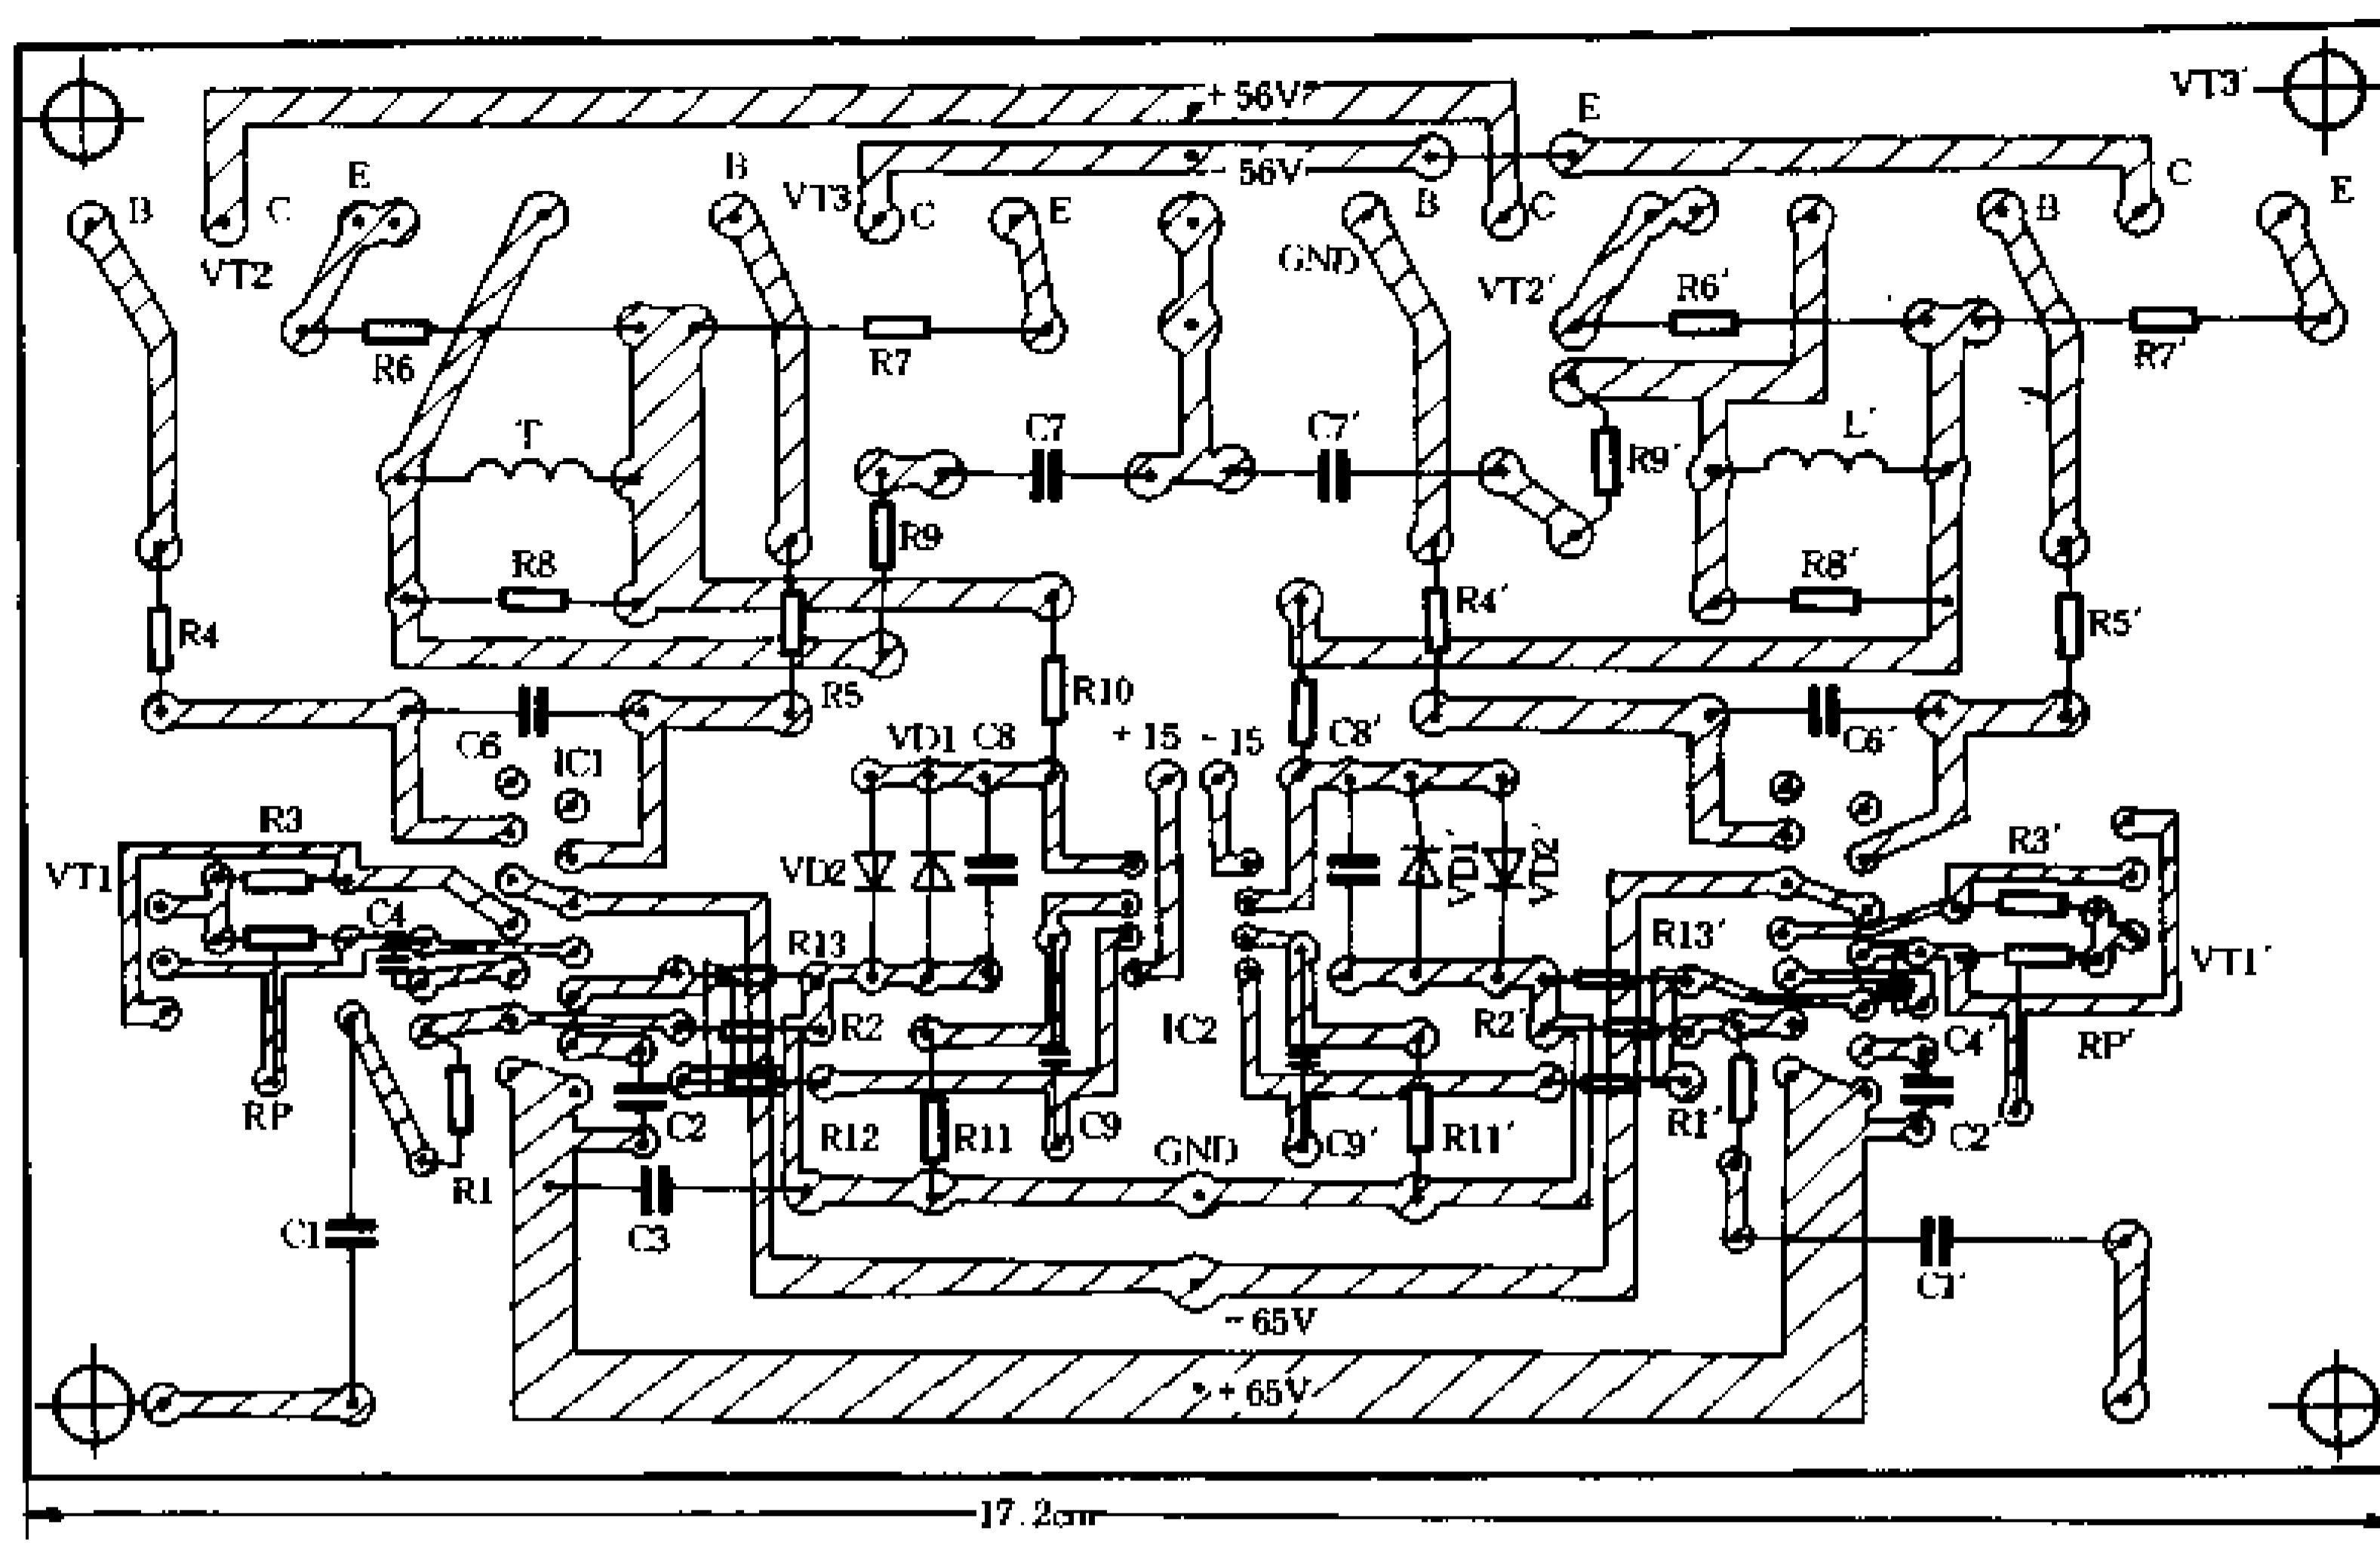 + 56V
VT3′
E
- 56V
B
E
B
C
VT3
C
E
B
C
B
C
E
VT2
GND
VT2′
R6′
R6
R7
R7′
T
C7
C7′
L′
R9′
R9
R8
R8′
R4
R4′
R5′
R5
R10
C6
IC1
VD1
C8
+ 15
- 15
C8′
C6′
R3
R3′
VT1
VD2
VD1′
VD2′
C4
R13
R13′
VT1′
R2
IC2
R2′
C4′
RP′
RP
C2
R12
R11
C9
C9′
R11′
R1′
C2′
GND
R1
C1
C3
C1′
- 65V
+ 65V
17.2cm